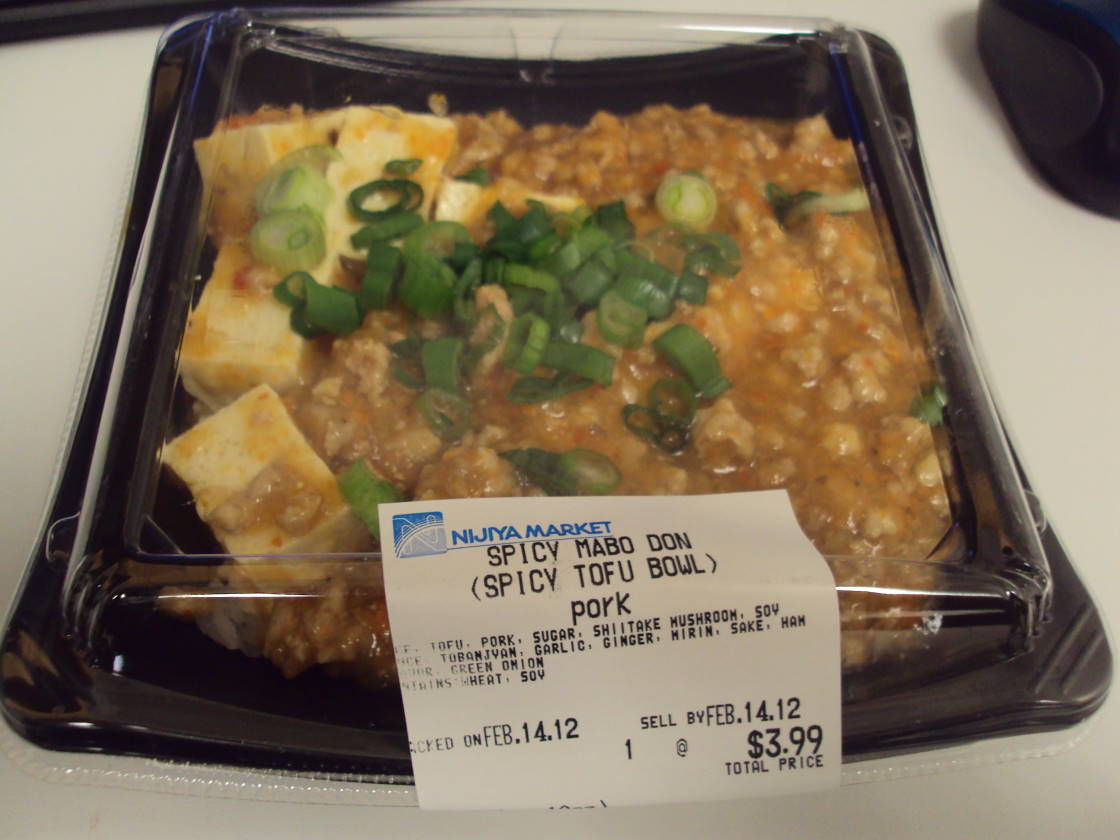 NIJIYA MARKET
SPICY MABO DON
(SPICY TOFU BOWL)
pork
TOFU, PORK, SUGAR, SHIITAKE MUSHROOM, SOY
TOBANJYAN, GARLIC, GINGER, MIRIN, SAKE, HAM
GREEN ONION
WHEAT, SOY
ACKED ON FEB.14.12
SELL BY FEB.14.12
1 @ $3.99
TOTAL PRICE